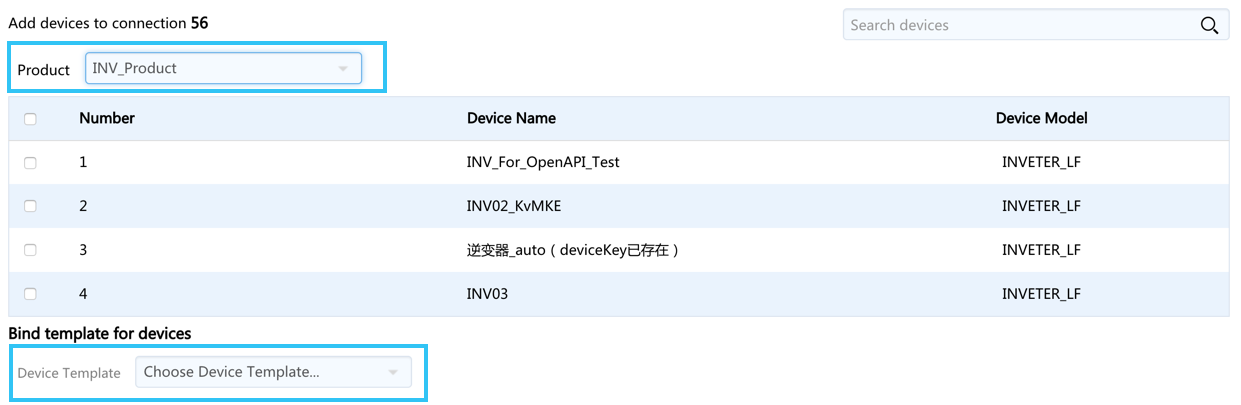 Add devices to connection 56
Search devices
Product INV_Product
Number Device Name Device Model
1 INV_For_OpenAPI_Test INVETER_LF
2 INV02_KvMKE INVETER_LF
3 逆变器_auto（deviceKey已存在） INVETER_LF
4 INV03 INVETER_LF
Bind template for devices
Device Template Choose Device Template...